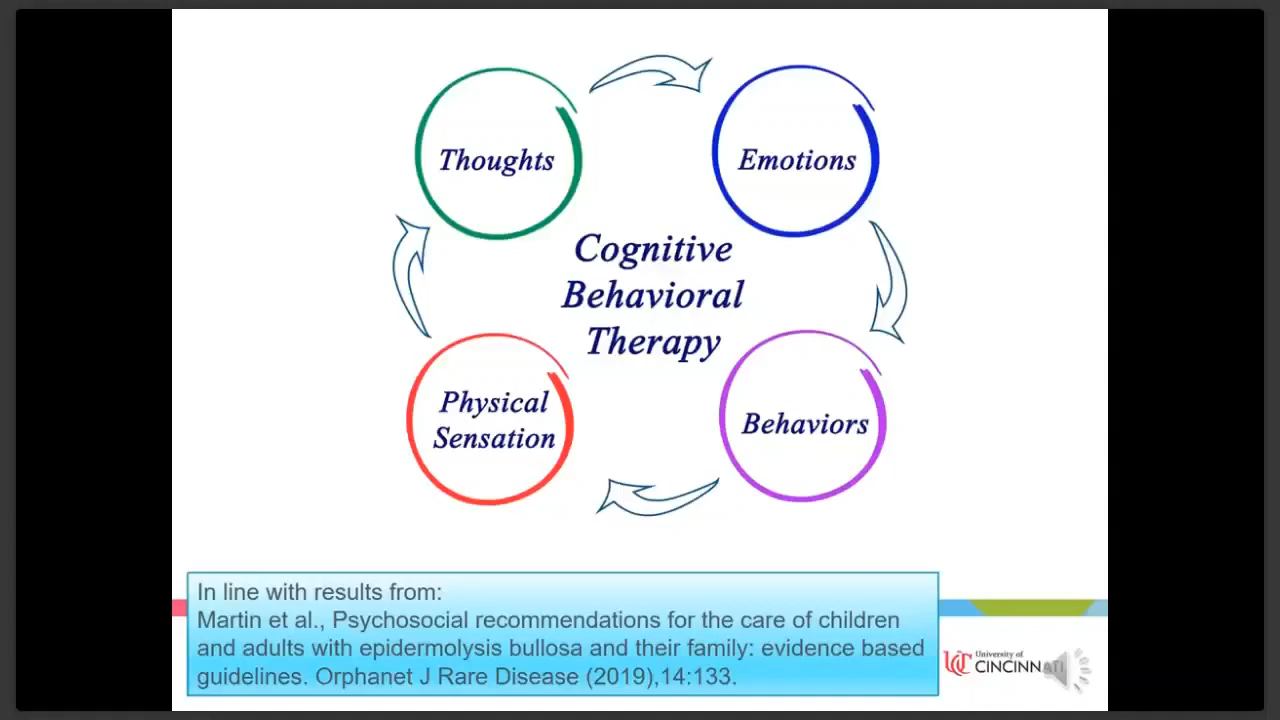 Thoughts
Emotions
Cognitive
Behavioral
Therapy
Physical
Sensation
Behaviors
In line with results from:
Martin et al., Psychosocial recommendations for the care of children
and adults with epidermolysis bullosa and their family: evidence based
guidelines. Orphanet J Rare Disease (2019),14:133.
UC
University of
CINCINNATI